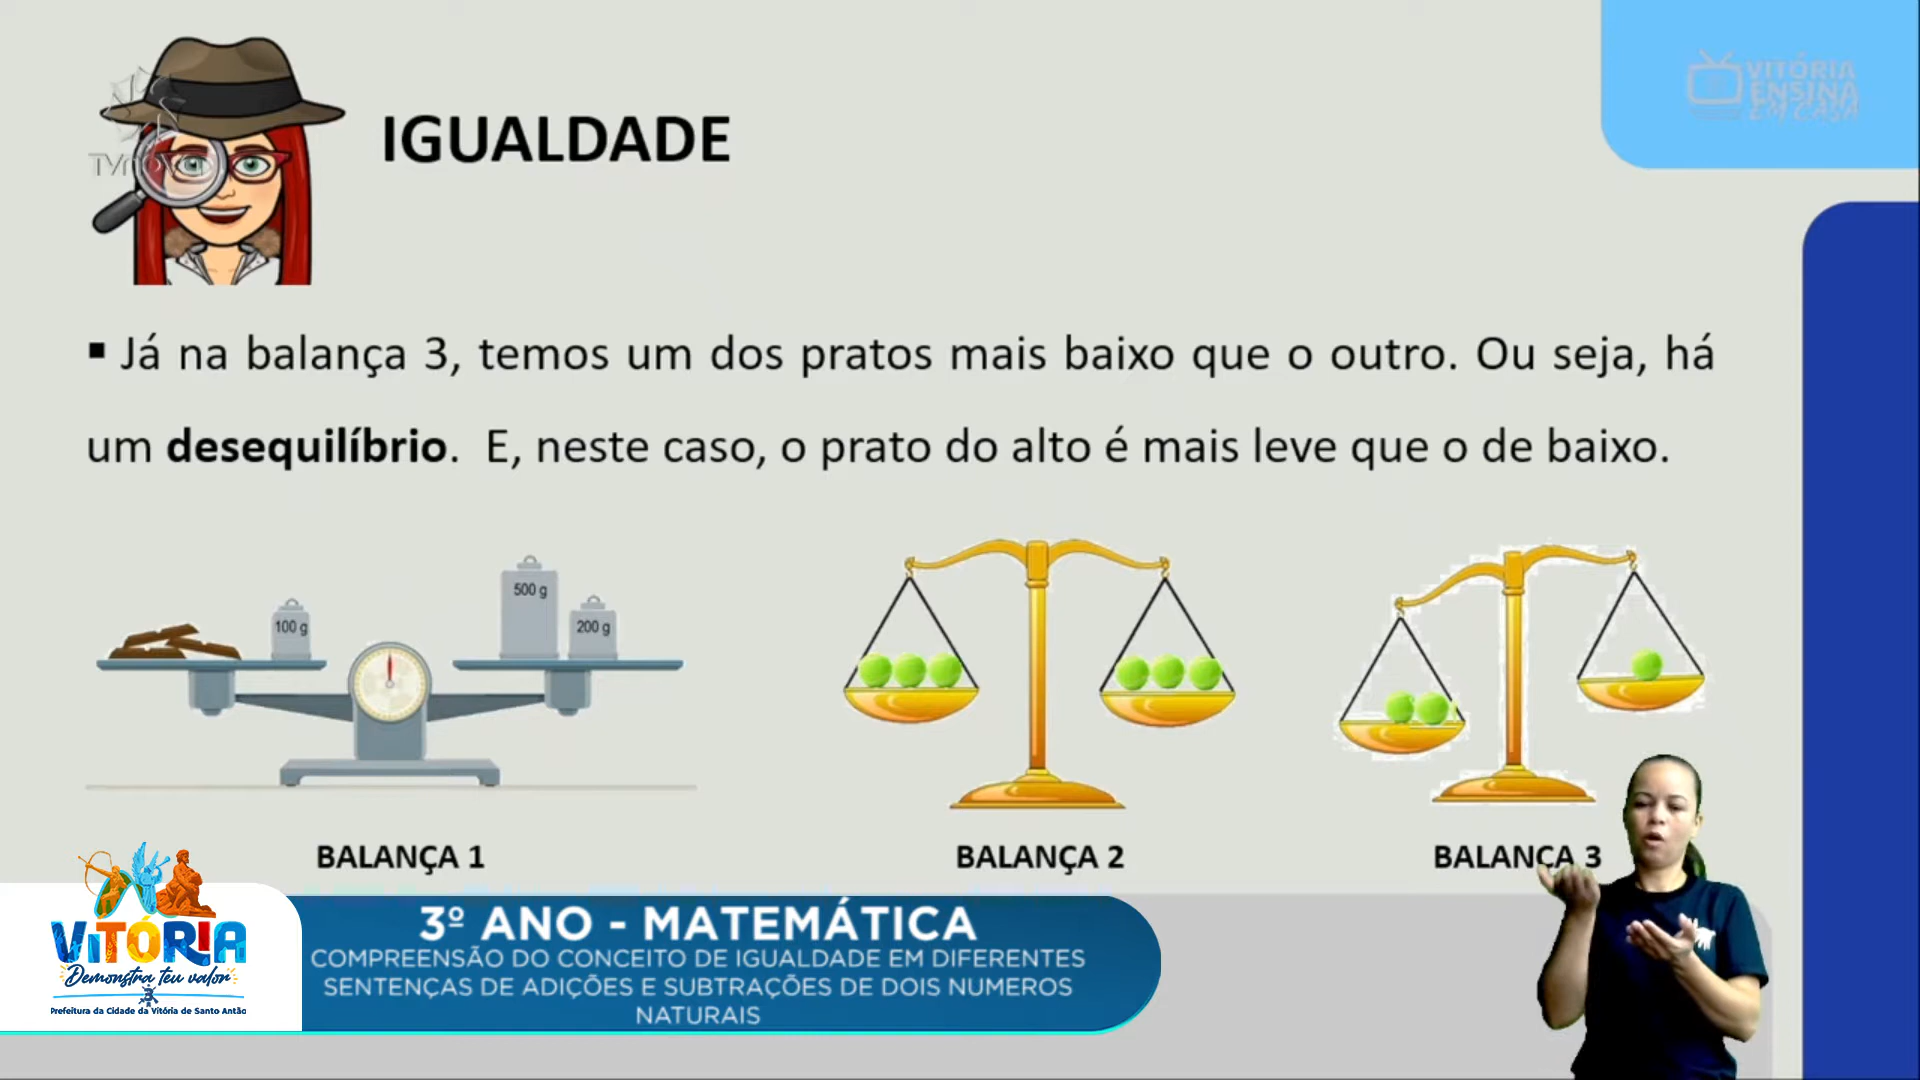 VITÓRIA
ENSINA
EM CASA
IGUALDADE
▪ Já na balança 3, temos um dos pratos mais baixo que o outro. Ou seja, há
um desequilíbrio. E, neste caso, o prato do alto é mais leve que o de baixo.
100 g
500 g
200 g
BALANÇA 1
BALANÇA 2
BALANÇA 3
VITÓRIA
Demonstra teu valor
Prefeitura da Cidade da Vitória de Santo Antão
3º ANO - MATEMÁTICA
COMPREENSÃO DO CONCEITO DE IGUALDADE EM DIFERENTES
SENTENÇAS DE ADIÇÕES E SUBTRAÇÕES DE DOIS NUMEROS
NATURAIS